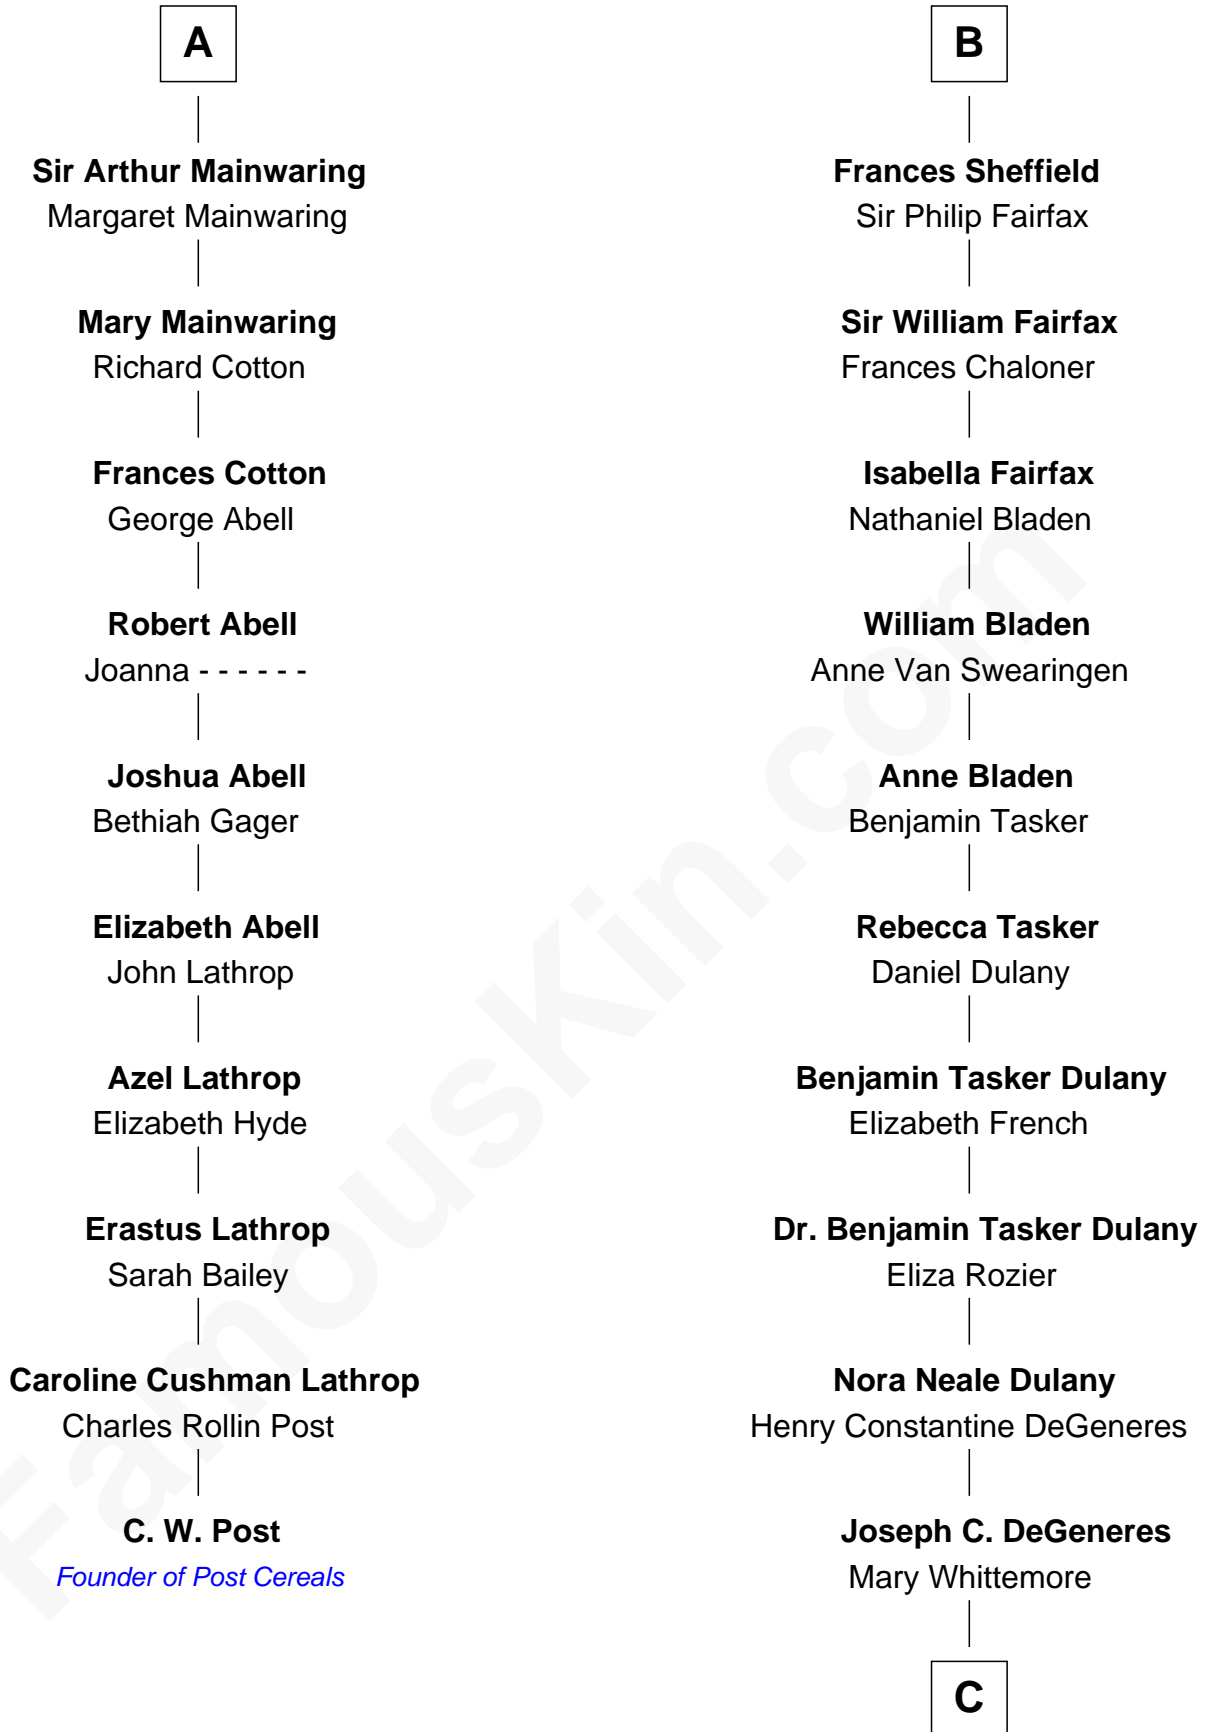 A
Sir Arthur Mainwaring
Margaret Mainwaring
Mary Mainwaring
Richard Cotton
Frances Cotton
George Abell
Robert Abell
Joanna - - - - - -
Joshua Abell
Bethiah Gager
Elizabeth Abell
John Lathrop
Azel Lathrop
Elizabeth Hyde
Erastus Lathrop
Sarah Bailey
Caroline Cushman Lathrop
Charles Rollin Post
C. W. Post
Founder of Post Cereals
B
Frances Sheffield
Sir Philip Fairfax
Sir William Fairfax
Frances Chaloner
Isabella Fairfax
Nathaniel Bladen
William Bladen
Anne Van Swearingen
Anne Bladen
Benjamin Tasker
Rebecca Tasker
Daniel Dulany
Benjamin Tasker Dulany
Elizabeth French
Dr. Benjamin Tasker Dulany
Eliza Rozier
Nora Neale Dulany
Henry Constantine DeGeneres
Joseph C. DeGeneres
Mary Whittemore
C
FamousKin.com